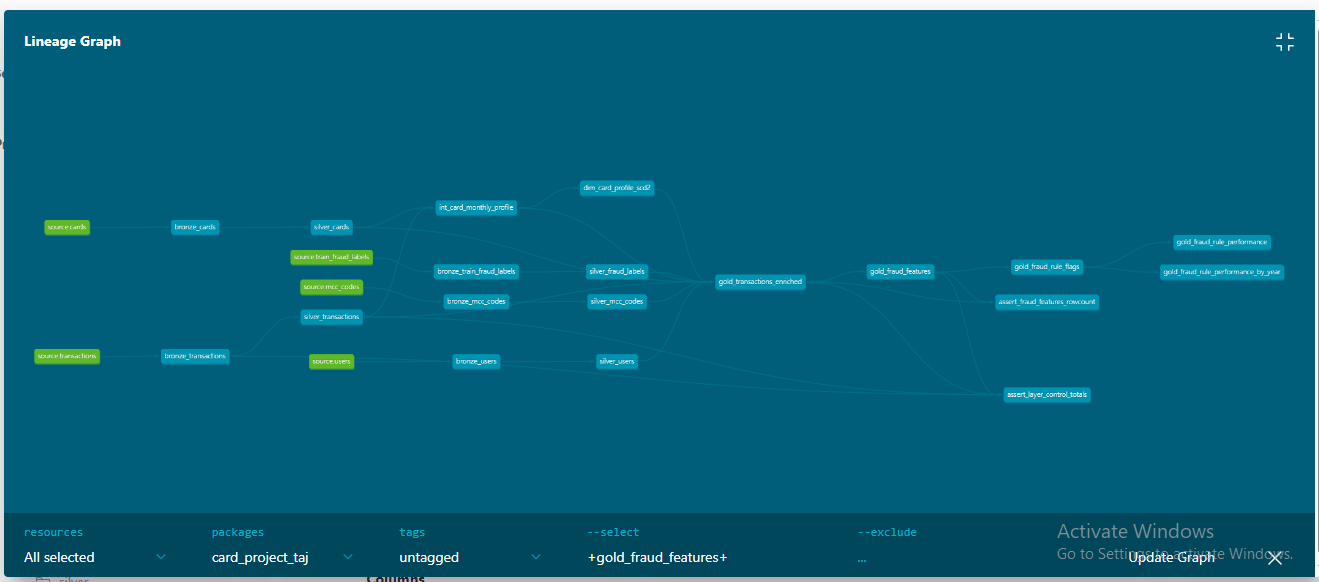 Lineage Graph
dim_card_profile_scd2
int_card_monthly_profile
source.cards
bronze_cards
silver_cards
gold_fraud_rule_performance
source.train_fraud_labels
bronze_train_fraud_labels
silver_fraud_labels
gold_fraud_features
gold_fraud_rule_flags
gold_fraud_rule_performance_by_year
gold_transactions_enriched
source.mcc_codes
bronze_mcc_codes
silver_mcc_codes
assert_fraud_features_rowcount
silver_transactions
source.transactions
bronze_transactions
source.users
bronze_users
silver_users
assert_layer_control_totals
resources
packages
tags
--select
--exclude
All selected
card_project_taj
untagged
+gold_fraud_features+
...
Update Graph
Activate Windows
Go to Settings to activate Windows.
silver
Columns